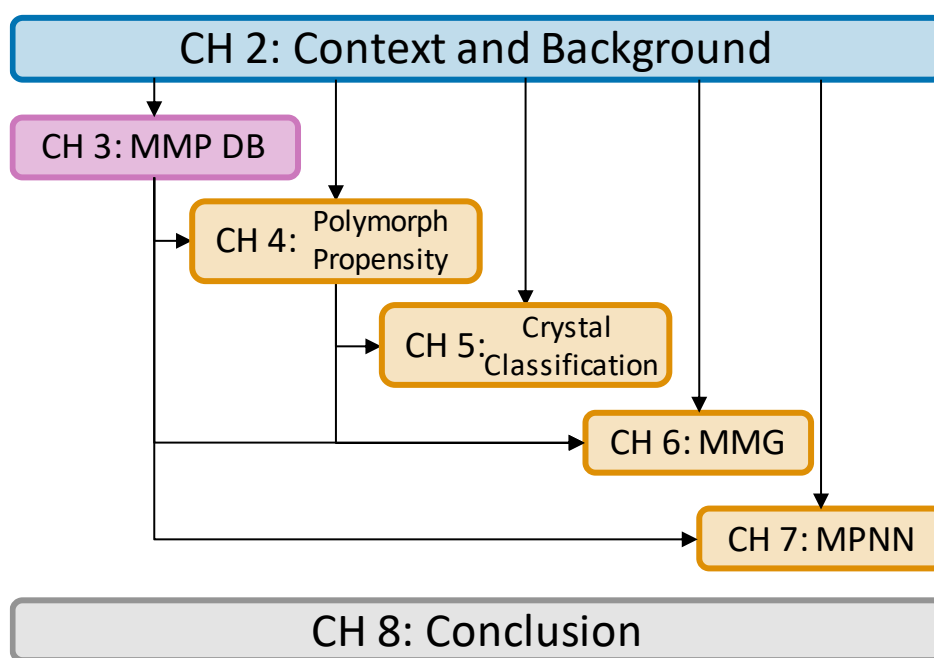 CH 2: Context and Background
CH 3: MMP DB
CH 4: Polymorph
Propensity
CH 5: Crystal
Classification
CH 6: MMG
CH 7: MPNN
CH 8: Conclusion